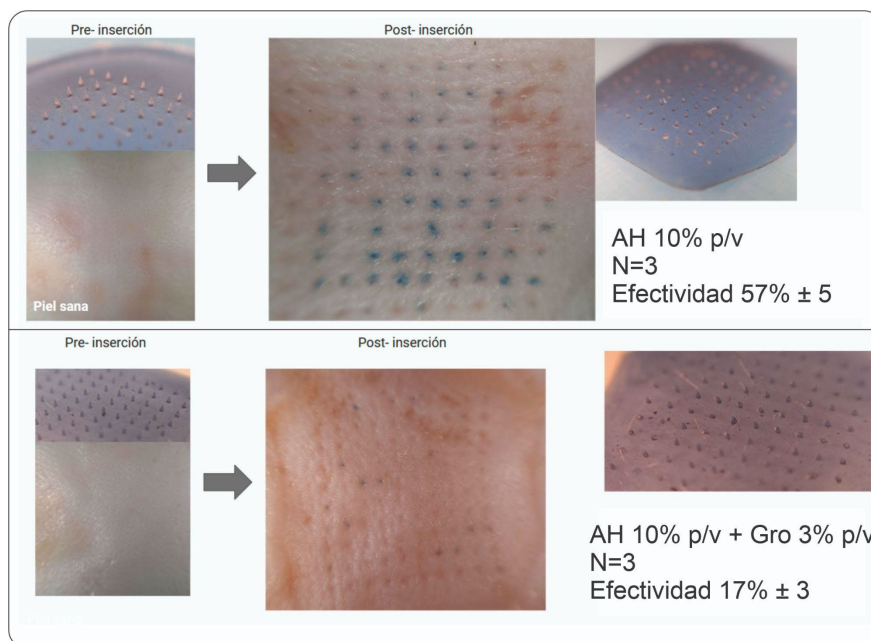 Pre- inserción
Post- inserción
Piel sana
AH 10% p/v
N=3
Efectividad 57% ± 5
Pre- inserción
Post- inserción
AH 10% p/v + Gro 3% p/v
N=3
Efectividad 17% ± 3